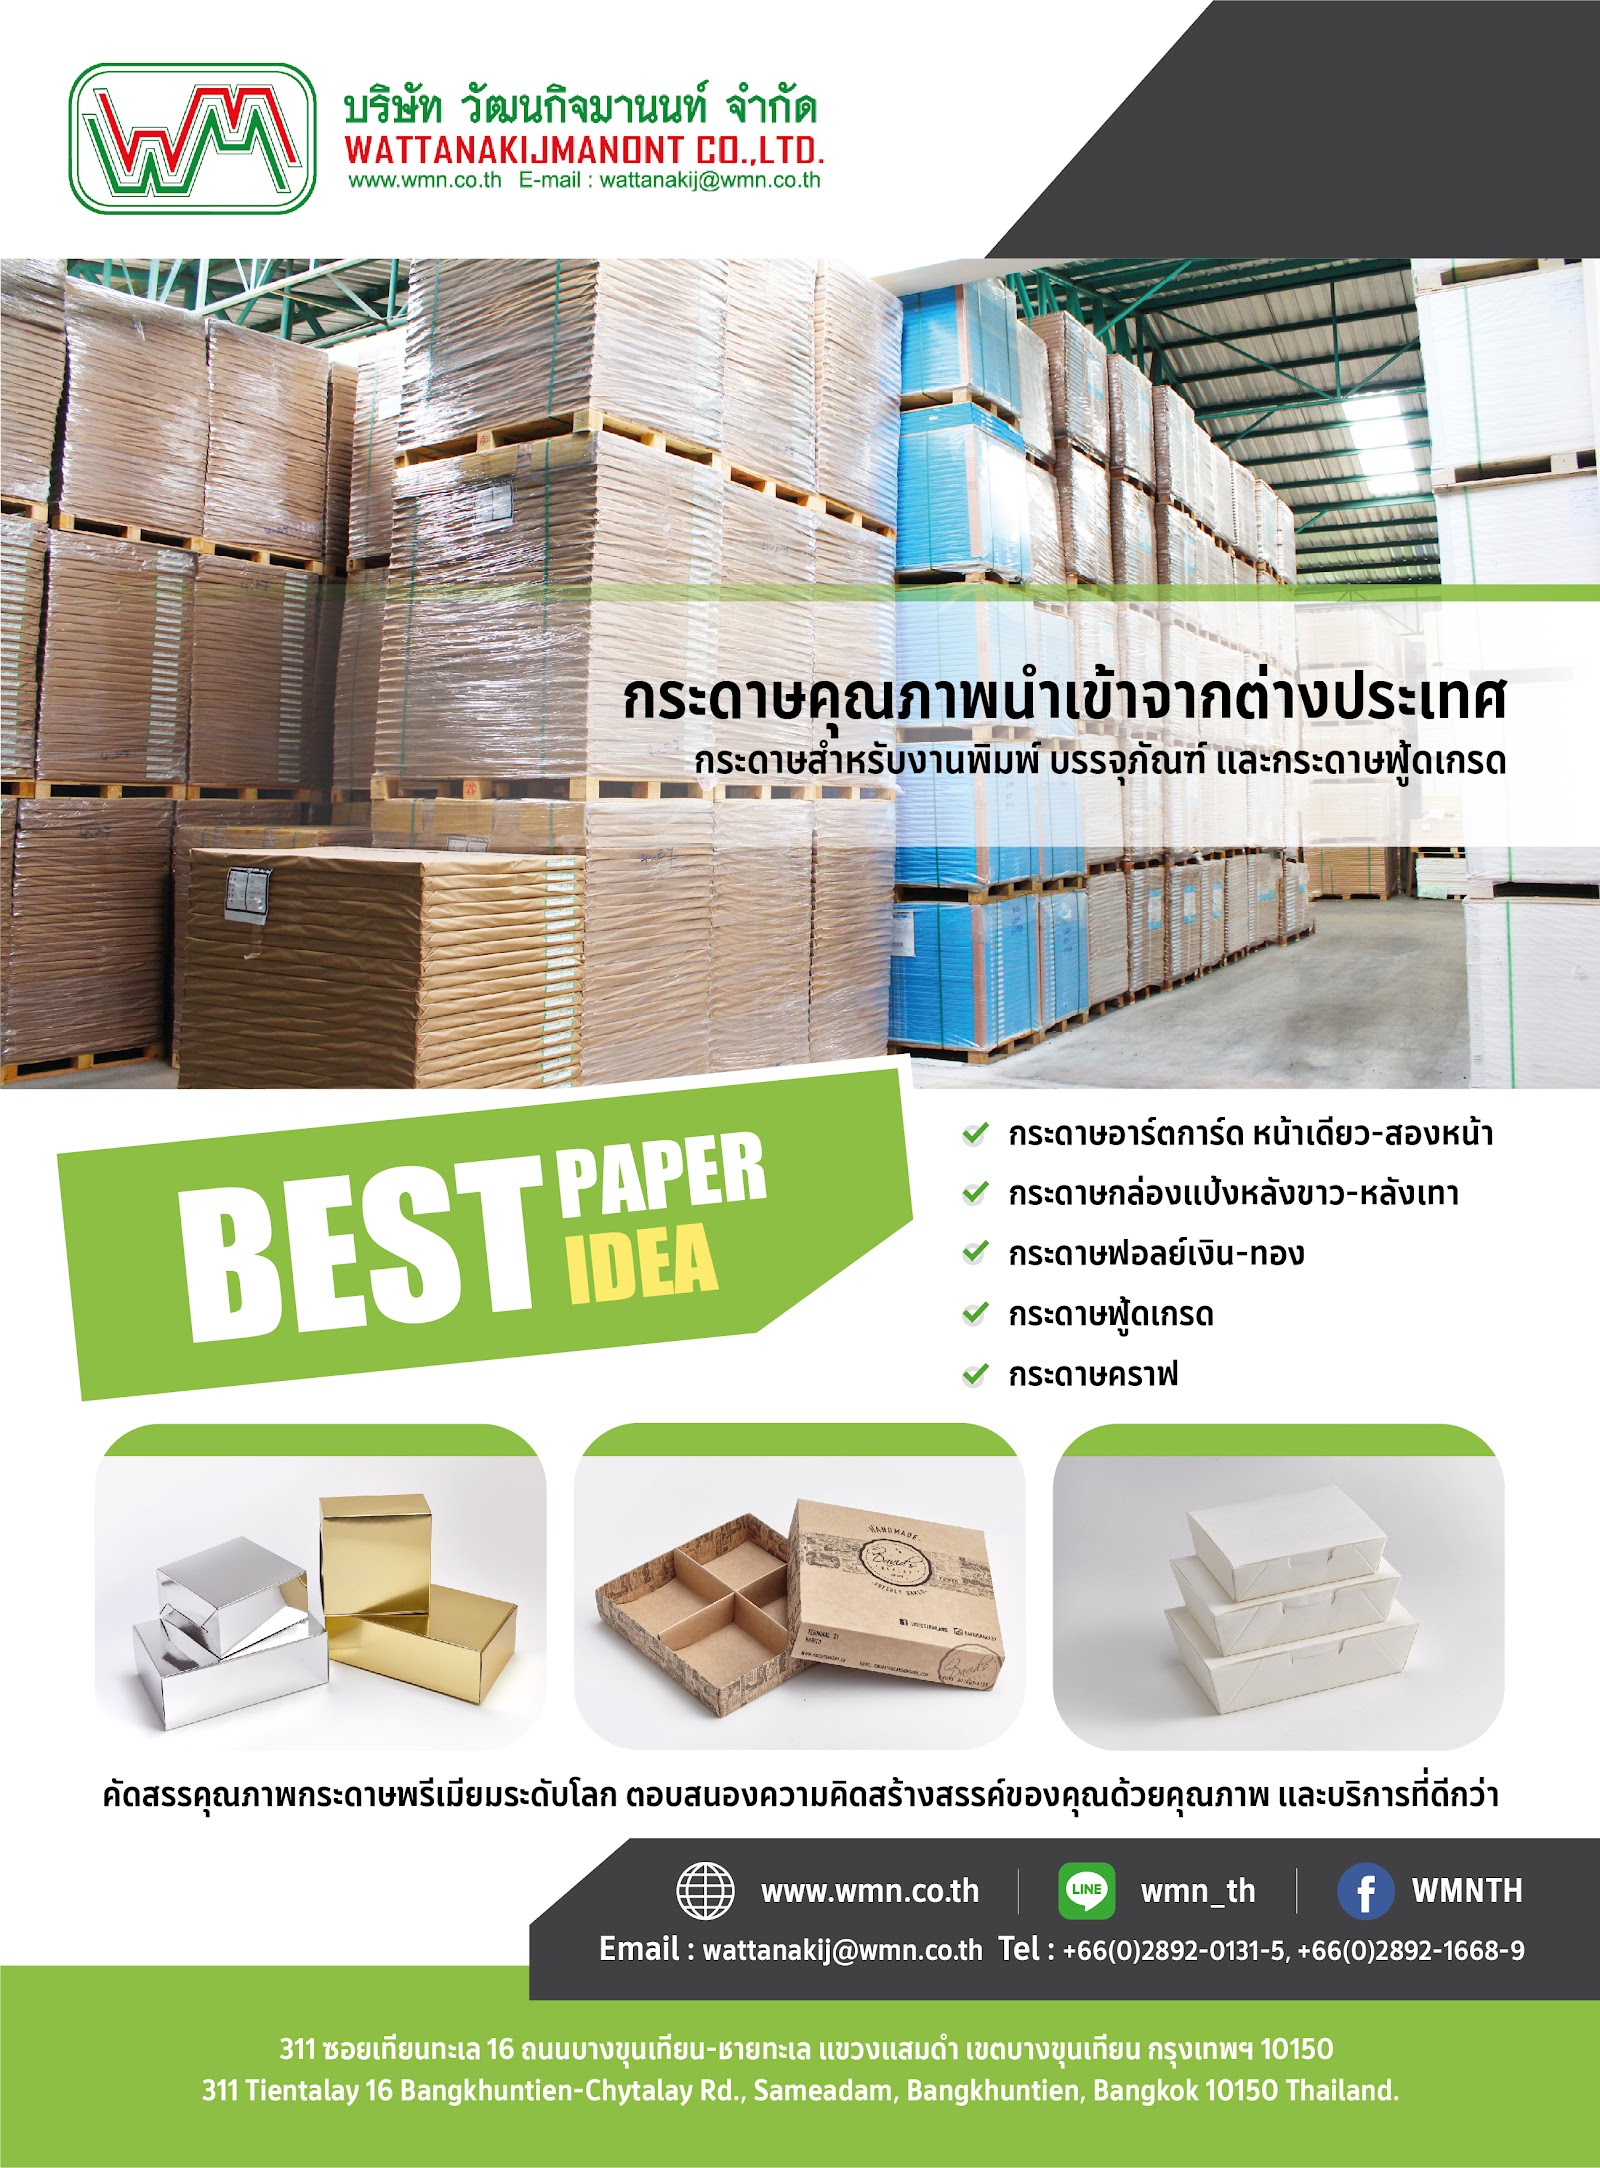 WM
บริษัท วัฒนกิจมานนท์ จำกัด
WATTANAKIJMANONT CO.,LTD.
www.wmn.co.th E-mail : wattanakij@wmn.co.th
กระดาษคุณภาพนำเข้าจากต่างประเทศ
กระดาษสำหรับงานพิมพ์ บรรจุภัณฑ์ และกระดาษฟู้ดเกรด
BEST PAPER
IDEA
กระดาษอาร์ตการ์ด หน้าเดียว-สองหน้า
กระดาษกล่องแป้งหลังขาว-หลังเทา
กระดาษฟอลย์เงิน-ทอง
กระดาษฟู้ดเกรด
กระดาษคราฟ
HANDMADE
TERMINAL 21
คัดสรรคุณภาพกระดาษพรีเมียมระดับโลก ตอบสนองความคิดสร้างสรรค์ของคุณด้วยคุณภาพ และบริการที่ดีกว่า
www.wmn.co.th LINE wmn_th f WMNTH
Email : wattanakij@wmn.co.th Tel : +66(0)2892-0131-5, +66(0)2892-1668-9
311 ซอยเทียนทะเล 16 ถนนบางขุนเทียน-ชายทะเล แขวงแสมดำ เขตบางขุนเทียน กรุงเทพฯ 10150
311 Tientalay 16 Bangkhuntien-Chytalay Rd., Sameadam, Bangkhuntien, Bangkok 10150 Thailand.